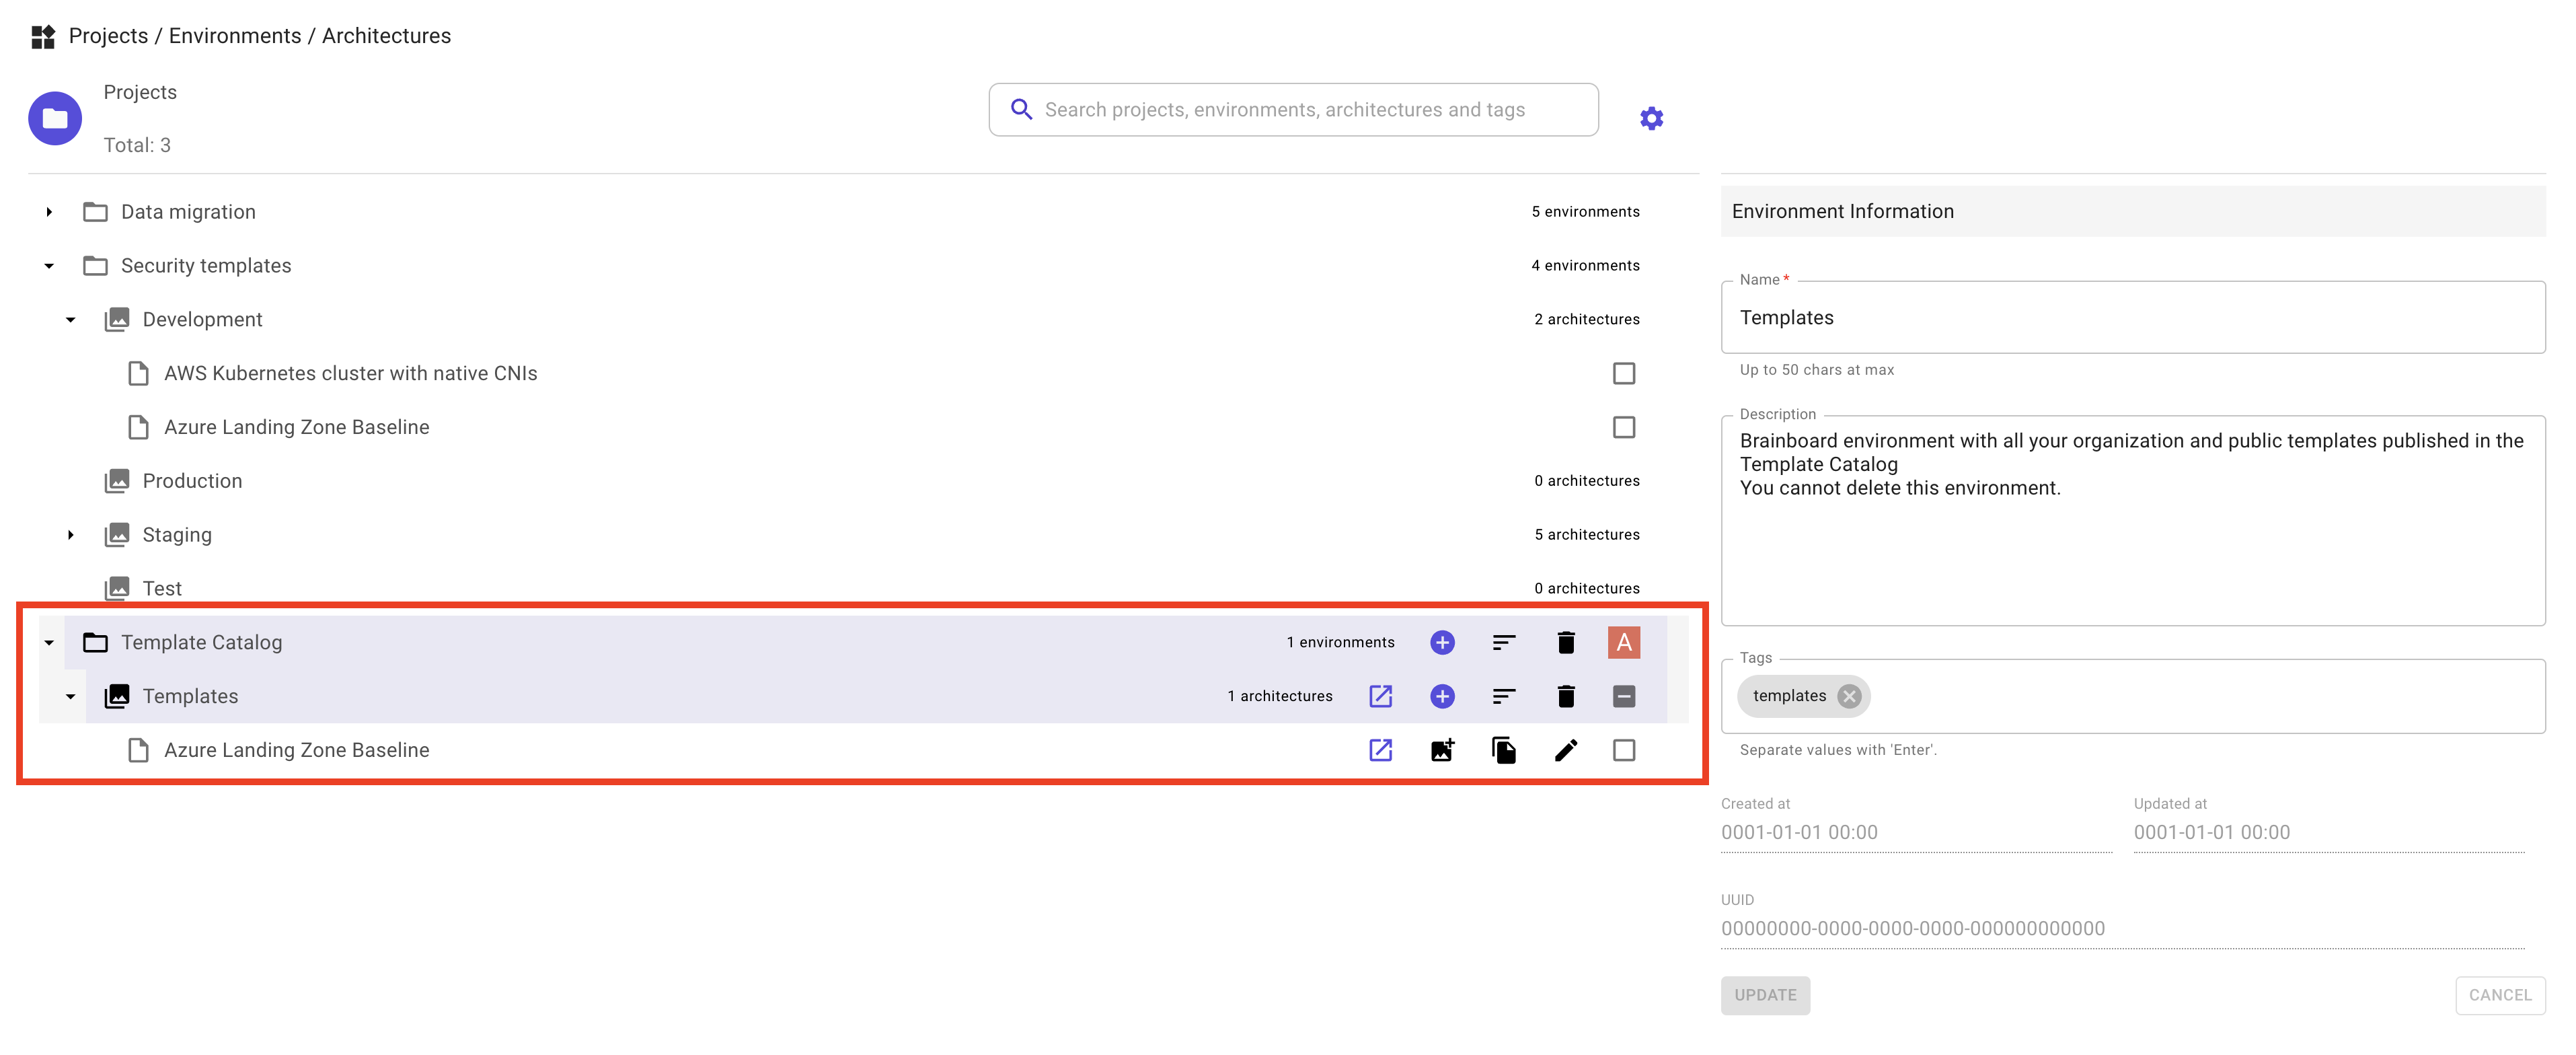 Projects / Environments / Architectures
Projects
Total: 3
Search projects, environments, architectures and tags
Data migration
5 environments
Security templates
4 environments
Development
2 architectures
AWS Kubernetes cluster with native CNIs
Azure Landing Zone Baseline
Production
0 architectures
Staging
5 architectures
Test
0 architectures
Template Catalog
1 environments
A
Templates
1 architectures
Azure Landing Zone Baseline
Environment Information
Name *
Templates
Up to 50 chars at max
Description
Brainboard environment with all your organization and public templates published in the
Template Catalog
You cannot delete this environment.
Tags
templates
Separate values with 'Enter'.
Created at
0001-01-01 00:00
Updated at
0001-01-01 00:00
UUID
00000000-0000-0000-0000-000000000000
UPDATE
CANCEL